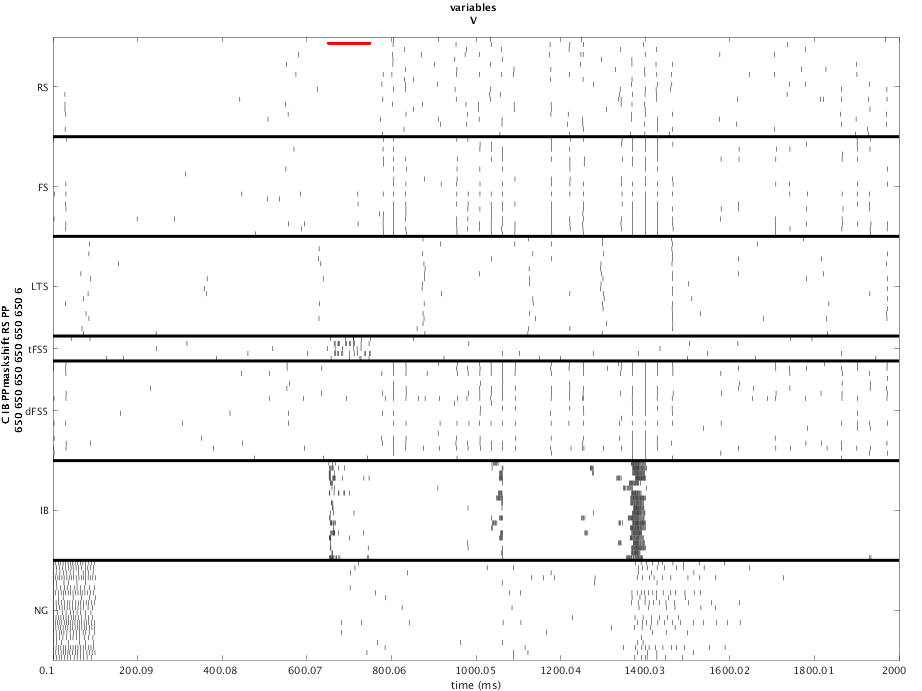 variables
V
RS
FS
LTS
tFS5
dFS5
IB
NG
C IB PPmaskshift RS PP
650 650 650 650 650 650 6
0.1 200.09 400.08 600.07 800.06 1000.05 1200.04 1400.03 1600.02 1800.01 2000
time (ms)